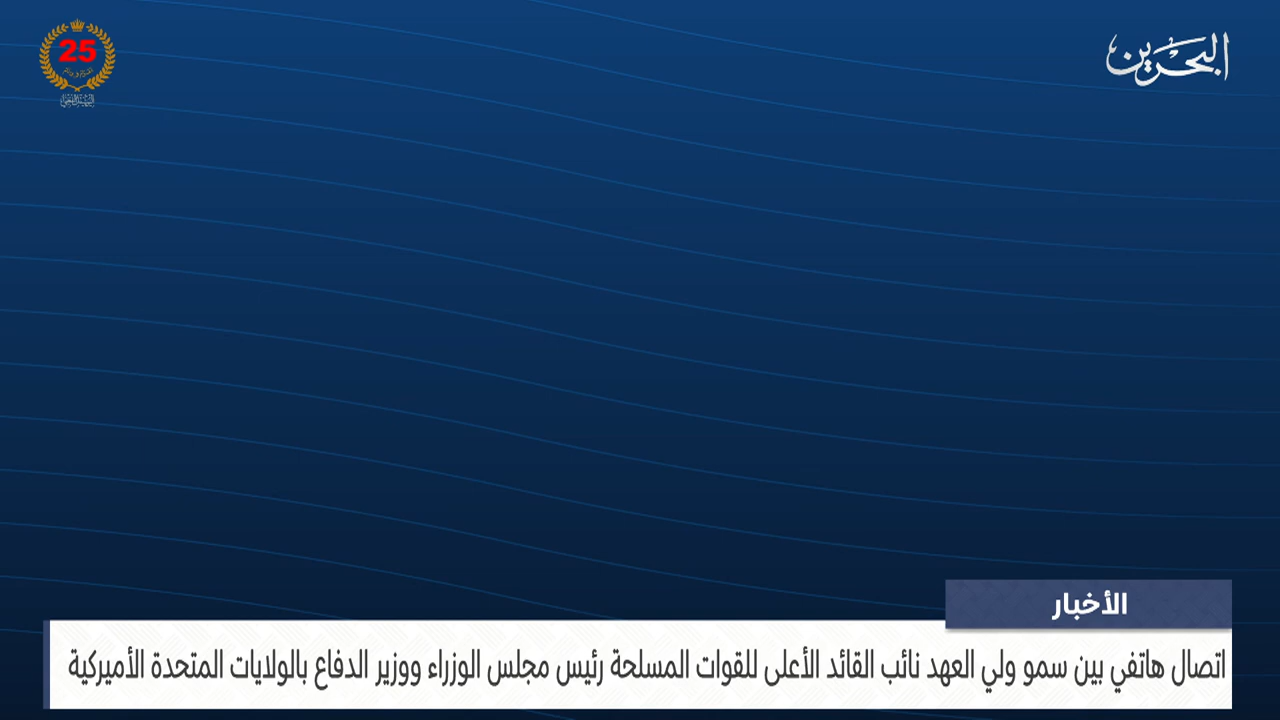 البحرين
25
الأخبار
اتصال هاتفي بين سمو ولي العهد نائب القائد الأعلى للقوات المسلحة رئيس مجلس الوزراء ووزير الدفاع بالولايات المتحدة الأميركية